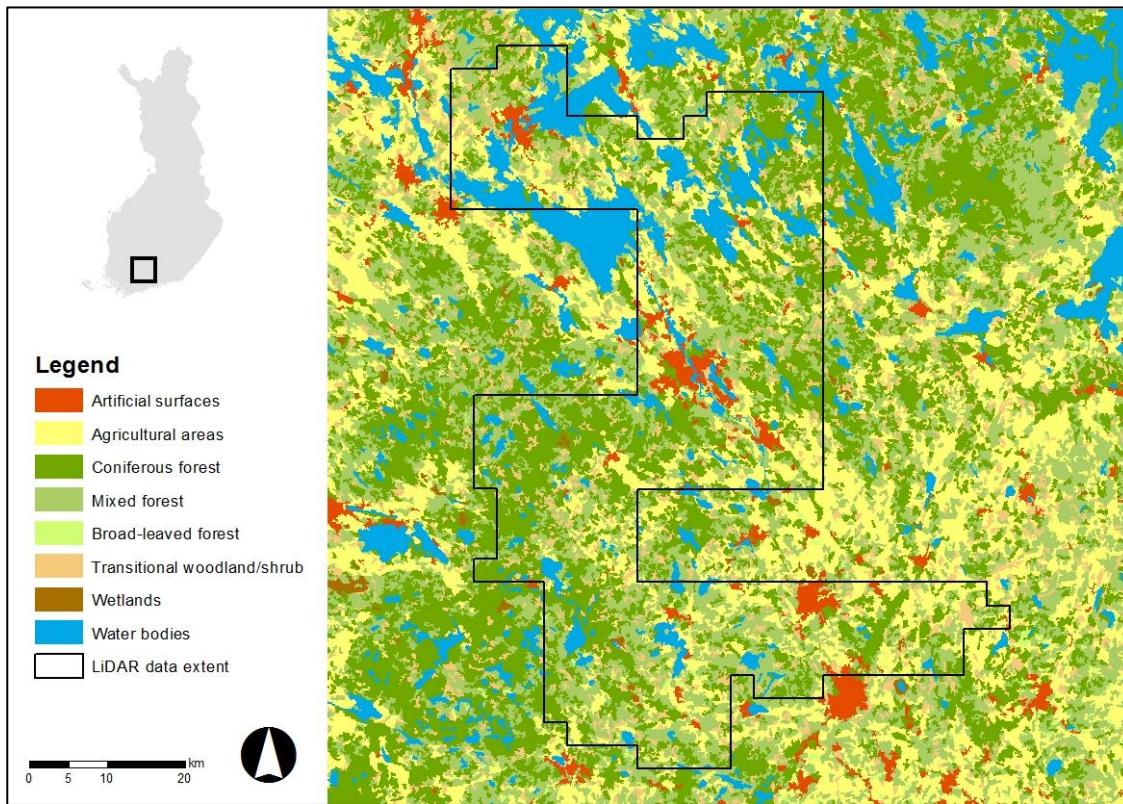 Legend
Artificial surfaces
Agricultural areas
Coniferous forest
Mixed forest
Broad-leaved forest
Transitional woodland/shrub
Wetlands
Water bodies
LiDAR data extent
km
0 5 10 20